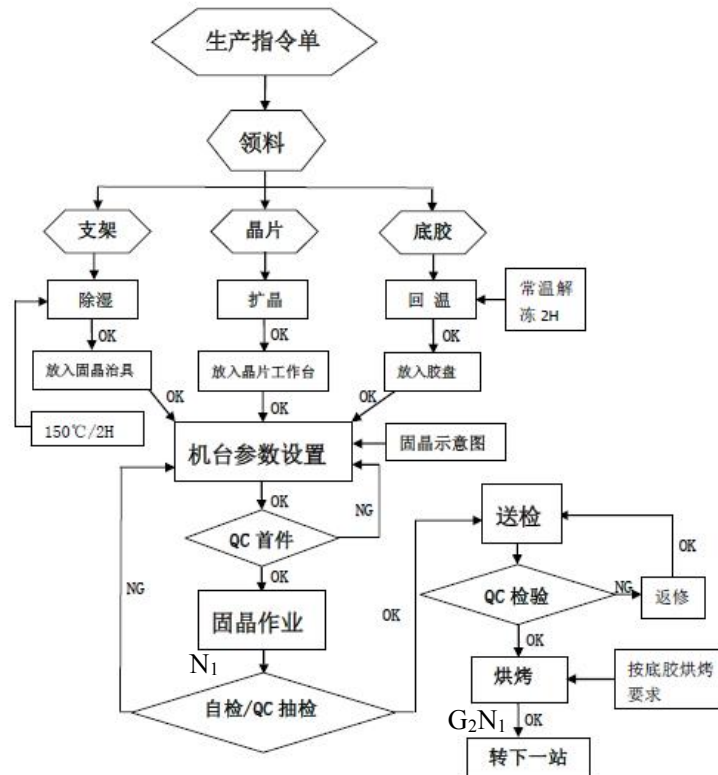 生产指令单
领料
支架
晶片
底胶
除湿
扩晶
回 温
常温解
冻 2H
OK
OK
OK
放入固晶治具
放入晶片工作台
放入胶盘
OK
OK
OK
150℃/2H
机台参数设置
固晶示意图
OK
NG
送检
QC 首件
OK
OK
NG
QC 检验
NG
返修
固晶作业
OK
OK
N1
烘烤
按底胶烘烤
要求
自检/QC 抽检
G2N1
OK
转下一站